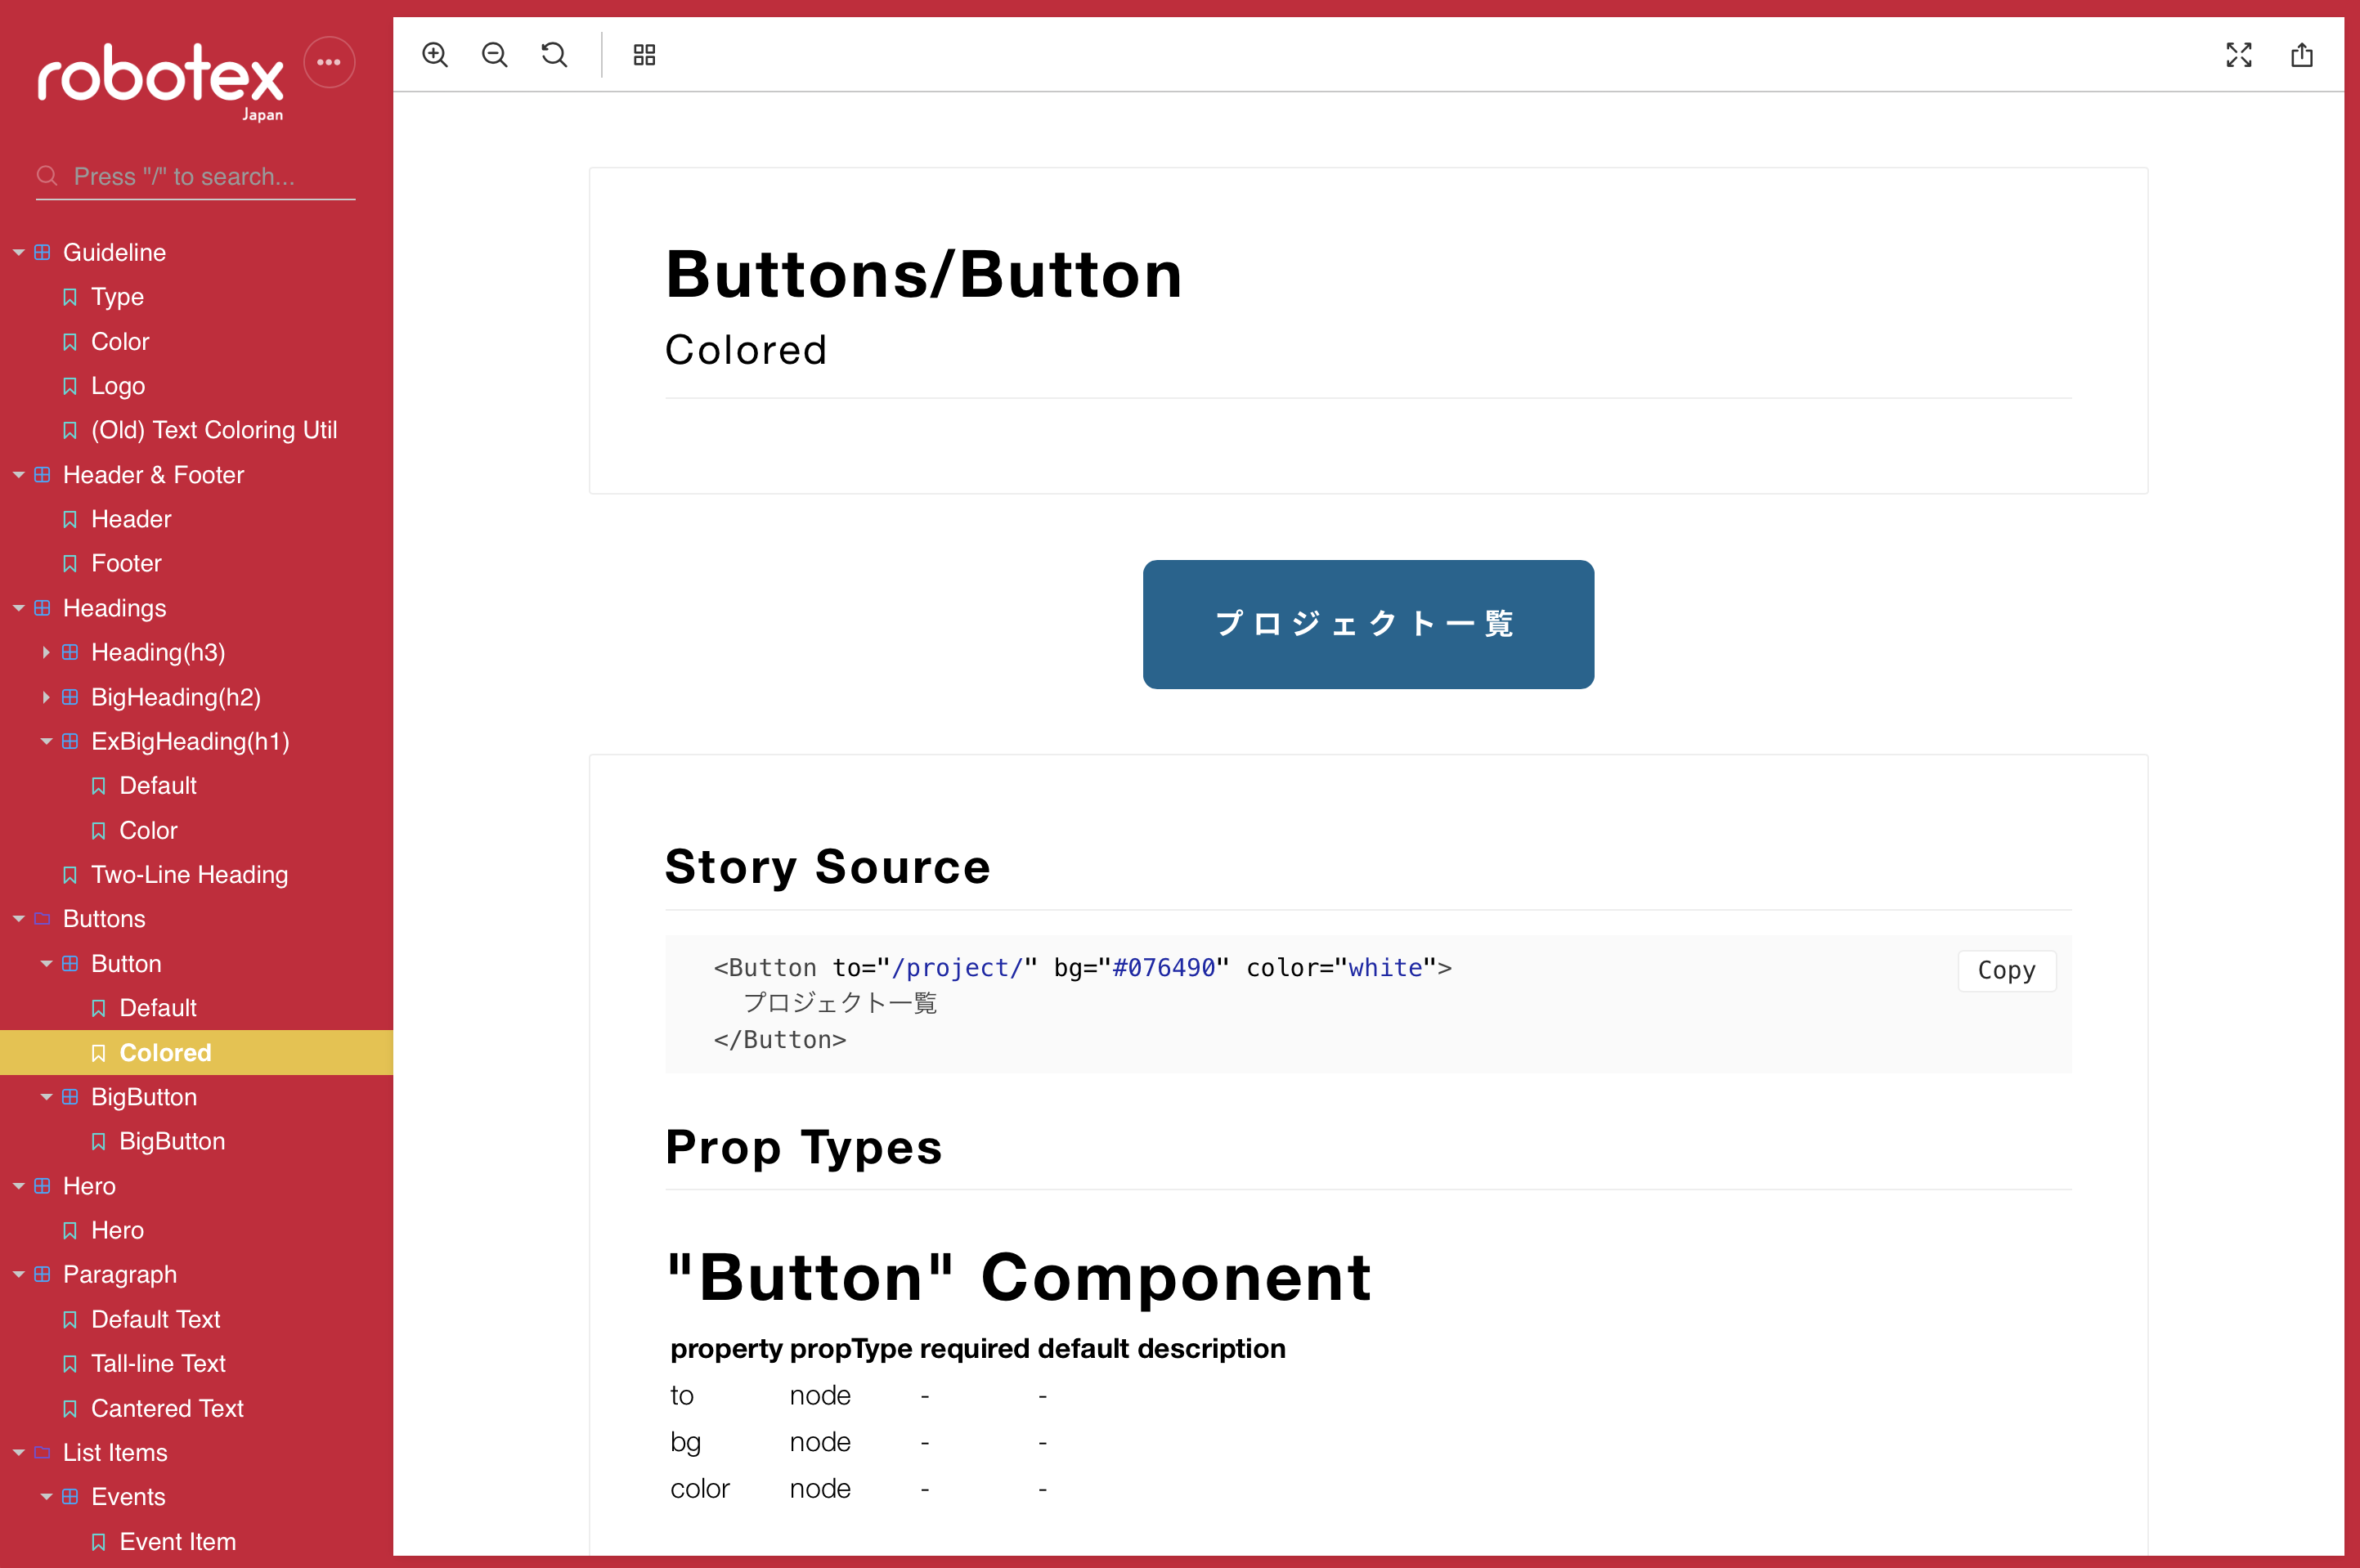 robotex
Japan
Press "/" to search...
Guideline
Type
Color
Logo
(Old) Text Coloring Util
Header & Footer
Header
Footer
Headings
Heading(h3)
BigHeading(h2)
ExBigHeading(h1)
Default
Color
Two-Line Heading
Buttons
Button
Default
Colored
BigButton
BigButton
Hero
Hero
Paragraph
Default Text
Tall-line Text
Cantered Text
List Items
Events
Event Item
Buttons/Button
Colored
プロジェクト一覧
Story Source
<Button to="/project/" bg="#076490" color="white">
プロジェクト一覧
</Button>
Copy
Prop Types
"Button" Component
property propType required default description
to node - -
bg node - -
color node - -